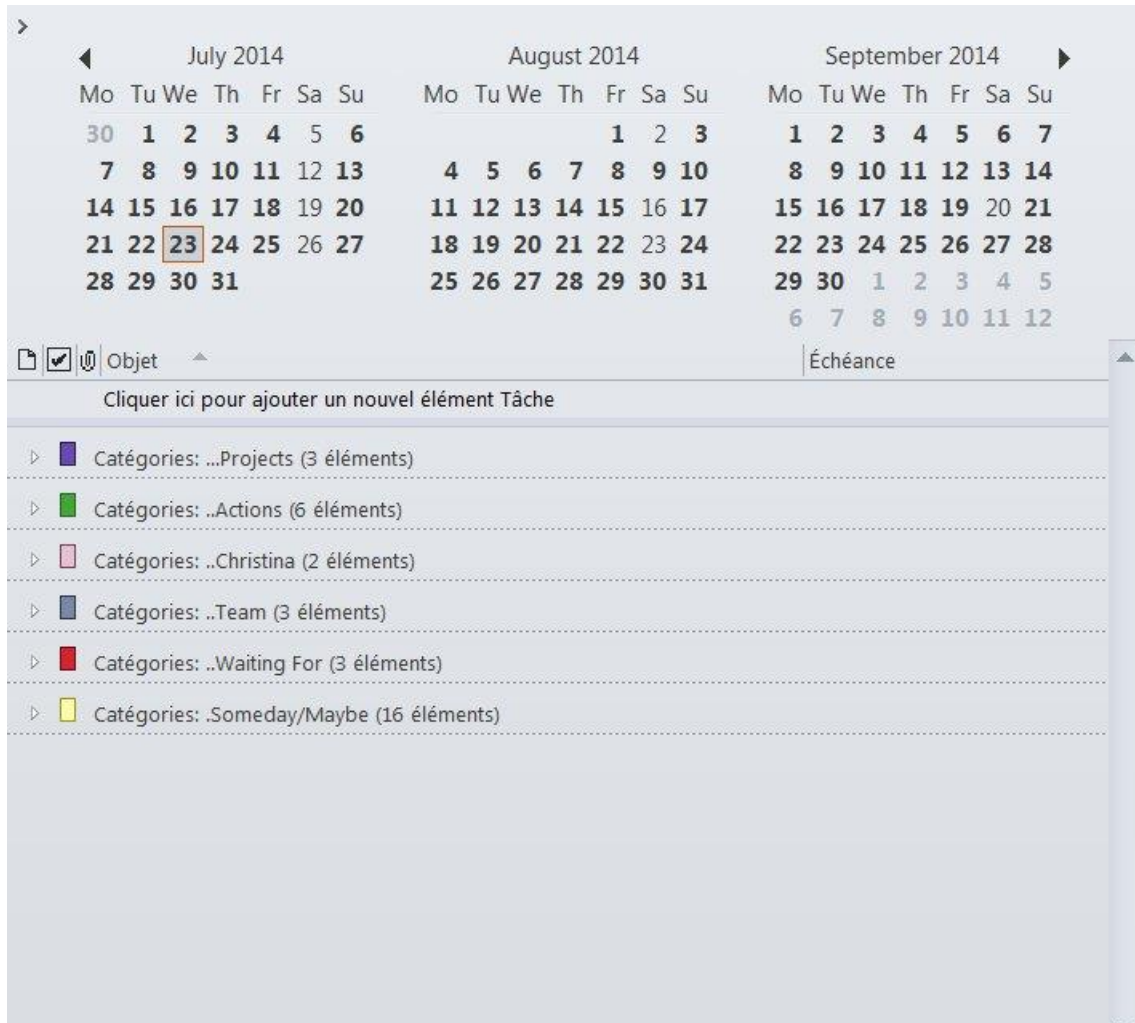 July 2014 August 2014 September 2014
Mo Tu We Th Fr Sa Su Mo Tu We Th Fr Sa Su Mo Tu We Th Fr Sa Su
30 1 2 3 4 5 6 1 2 3 1 2 3 4 5 6 7
7 8 9 10 11 12 13 4 5 6 7 8 9 10 8 9 10 11 12 13 14
14 15 16 17 18 19 20 11 12 13 14 15 16 17 15 16 17 18 19 20 21
21 22 23 24 25 26 27 18 19 20 21 22 23 24 22 23 24 25 26 27 28
28 29 30 31 25 26 27 28 29 30 31 29 30 1 2 3 4 5
6 7 8 9 10 11 12
Objet Échéance
Cliquer ici pour ajouter un nouvel élément Tâche
Catégories: ...Projects (3 éléments)
Catégories: ..Actions (6 éléments)
Catégories: ..Christina (2 éléments)
Catégories: ..Team (3 éléments)
Catégories: ..Waiting For (3 éléments)
Catégories: .Someday/Maybe (16 éléments)